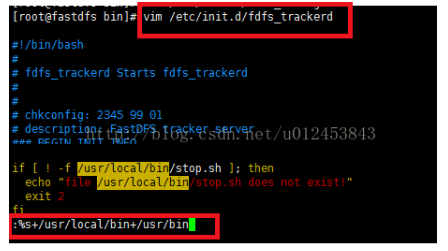 [root@fastdfs bin]# vim /etc/init.d/fdfs_trackerd
#!/bin/bash
#
# fdfs_trackerd Starts fdfs_trackerd
#
#
# chkconfig: 2345 99 01
# description: FastDFS tracker server
http://blog.csdn.net/u012453843
### BEGIN INIT INFO
if [ ! -f /usr/local/bin/stop.sh ]; then
echo "file /usr/local/bin/stop.sh does not exist!"
exit 2
fi
:%s+/usr/local/bin+/usr/bin